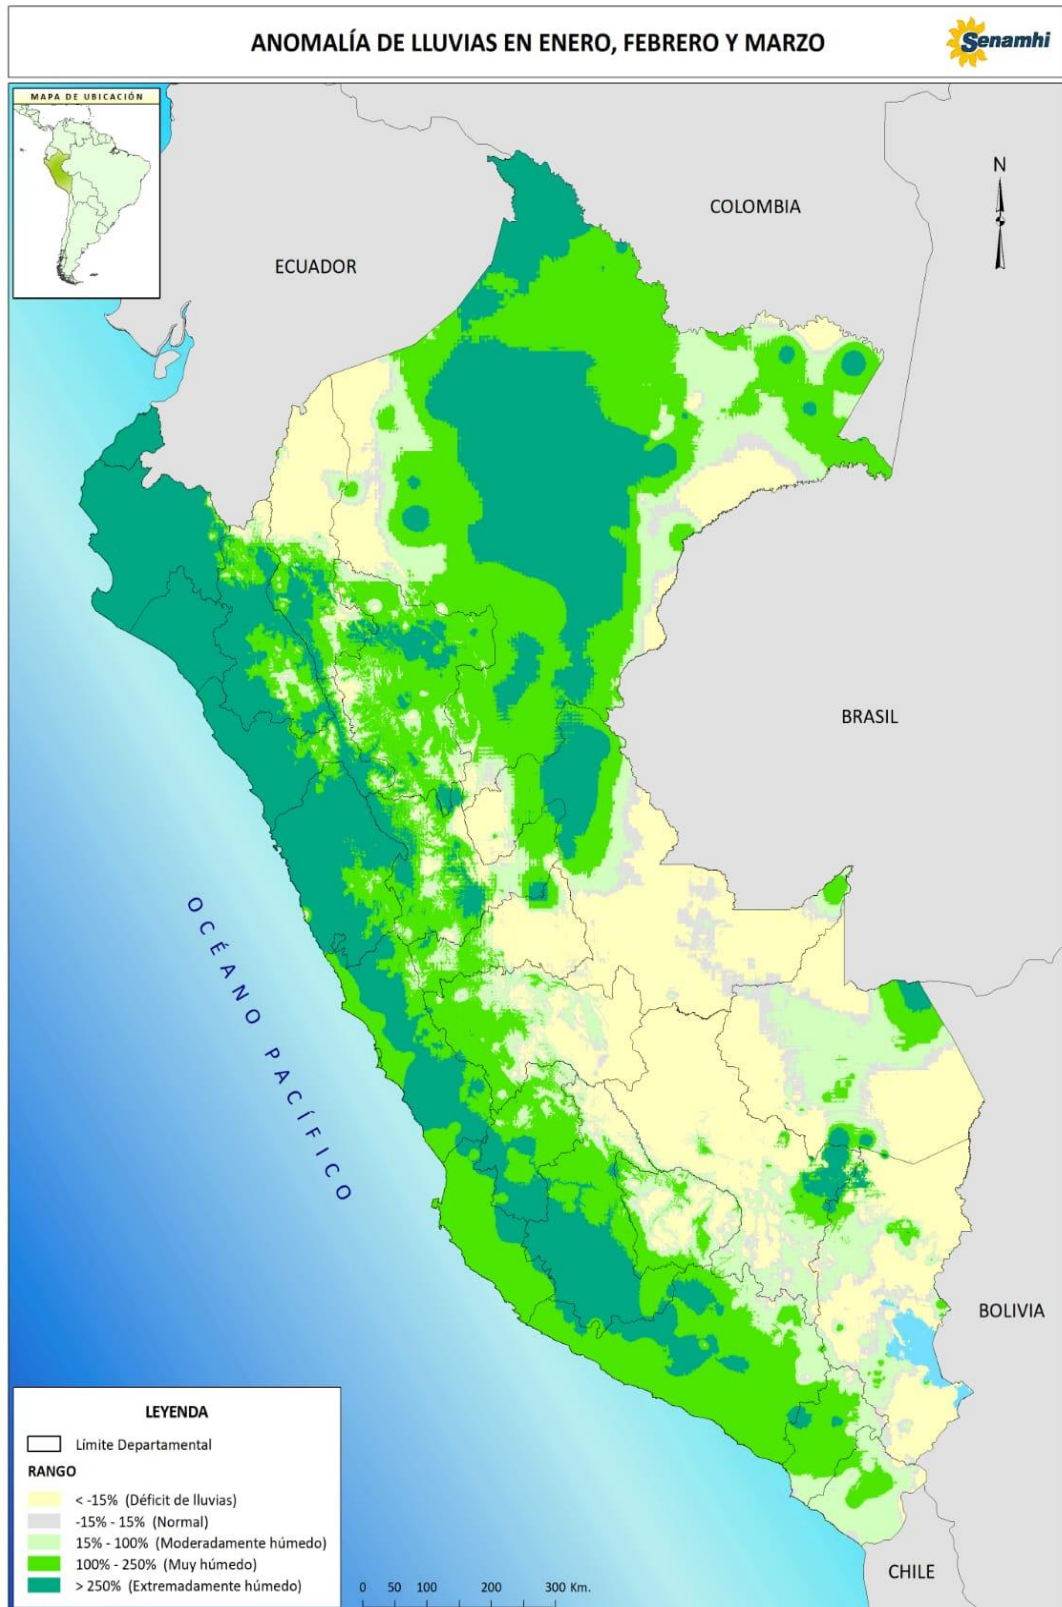 ANOMALÍA DE LLUVIAS EN ENERO, FEBRERO Y MARZO
Senamhi
MAPA DE UBICACIÓN
N
COLOMBIA
ECUADOR
BRASIL
OCÉANO PACÍFICO
BOLIVIA
CHILE
LEYENDA
Límite Departamental
RANGO
< -15% (Déficit de lluvias)
-15% - 15% (Normal)
15% - 100% (Moderadamente húmedo)
100% - 250% (Muy húmedo)
> 250% (Extremadamente húmedo)
0 50 100 200 300 Km.